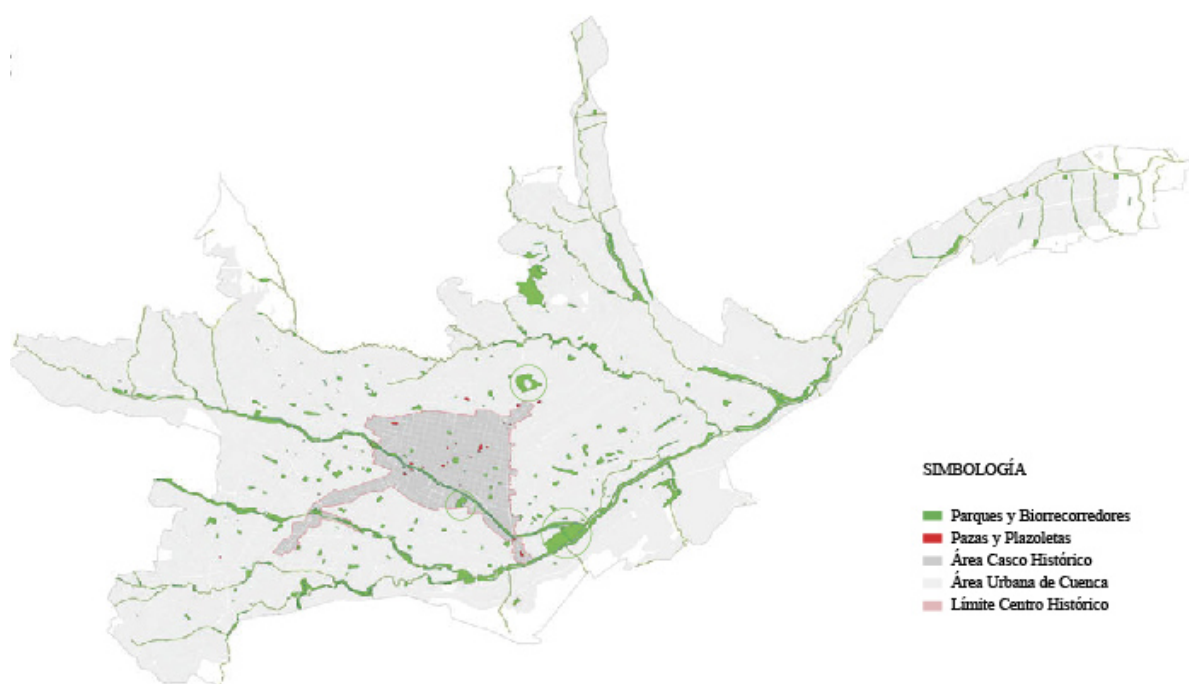 SIMBOLOGÍA
Parques y Biorrecorredores
Pazas y Plazoletas
Área Casco Histórico
Área Urbana de Cuenca
Límite Centro Histórico